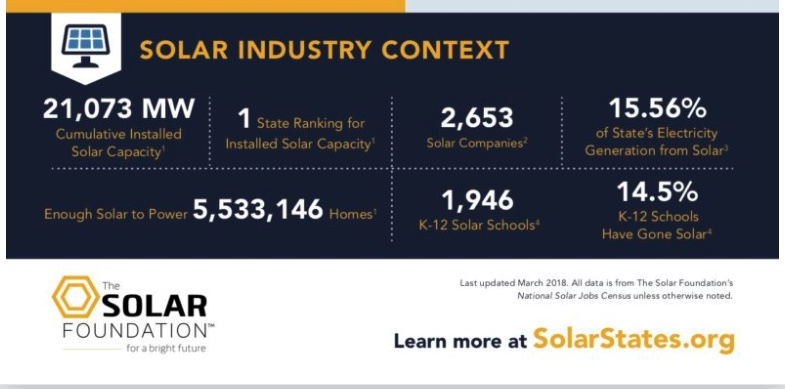 SOLAR INDUSTRY CONTEXT
21,073 MW
Cumulative Installed
Solar Capacity¹
1 State Ranking for
Installed Solar Capacity¹
2,653
Solar Companies²
15.56%
of State's Electricity
Generation from Solar³
Enough Solar to Power 5,533,146 Homes¹
1,946
K-12 Solar Schools⁴
14.5%
K-12 Schools
Have Gone Solar⁴
The
SOLAR
FOUNDATION™
for a bright future
Last updated March 2018. All data is from The Solar Foundation's
National Solar Jobs Census unless otherwise noted.
Learn more at SolarStates.org